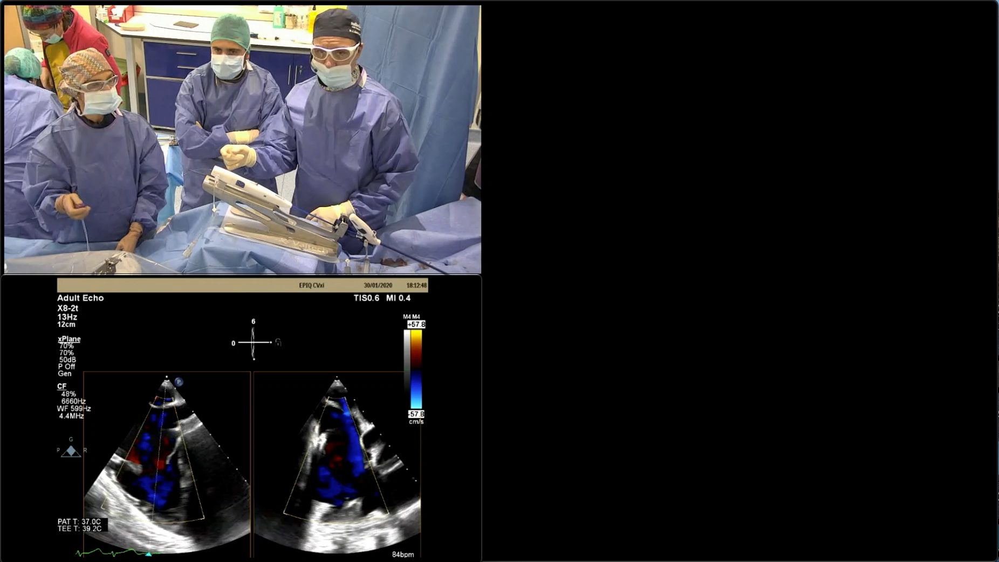 Valtech
EPIQ CVxi 30/01/2020 18:12:48
Adult Echo TIS0.6 MI 0.4
X8-2t
13Hz
12cm
xPlane
70%
70%
50dB
P Off
Gen
CF
48%
6660Hz
WF 599Hz
4.4MHz
6
0
M4 M4
+57.8
-57.8
cm/s
P
G
P R
PAT T: 37.0C
TEE T: 39.2C
84bpm